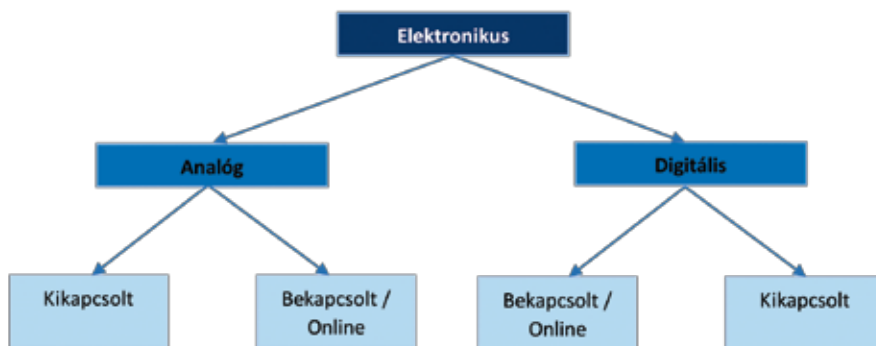 Elektronikus
Analóg
Digitális
Kikapcsolt
Bekapcsolt /
Online
Bekapcsolt /
Online
Kikapcsolt